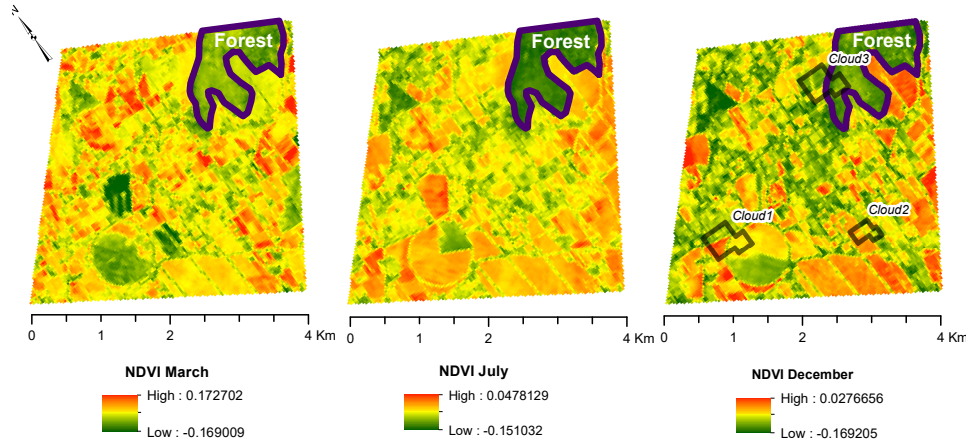 N
Forest
Forest
Forest
Cloud3
Cloud1
Cloud2
0 1 2 4 Km
0 1 2 4 Km
0 1 2 4 Km
NDVI March
High : 0.172702
Low : -0.169009
NDVI July
High : 0.0478129
Low : -0.151032
NDVI December
High : 0.0276656
Low : -0.169205